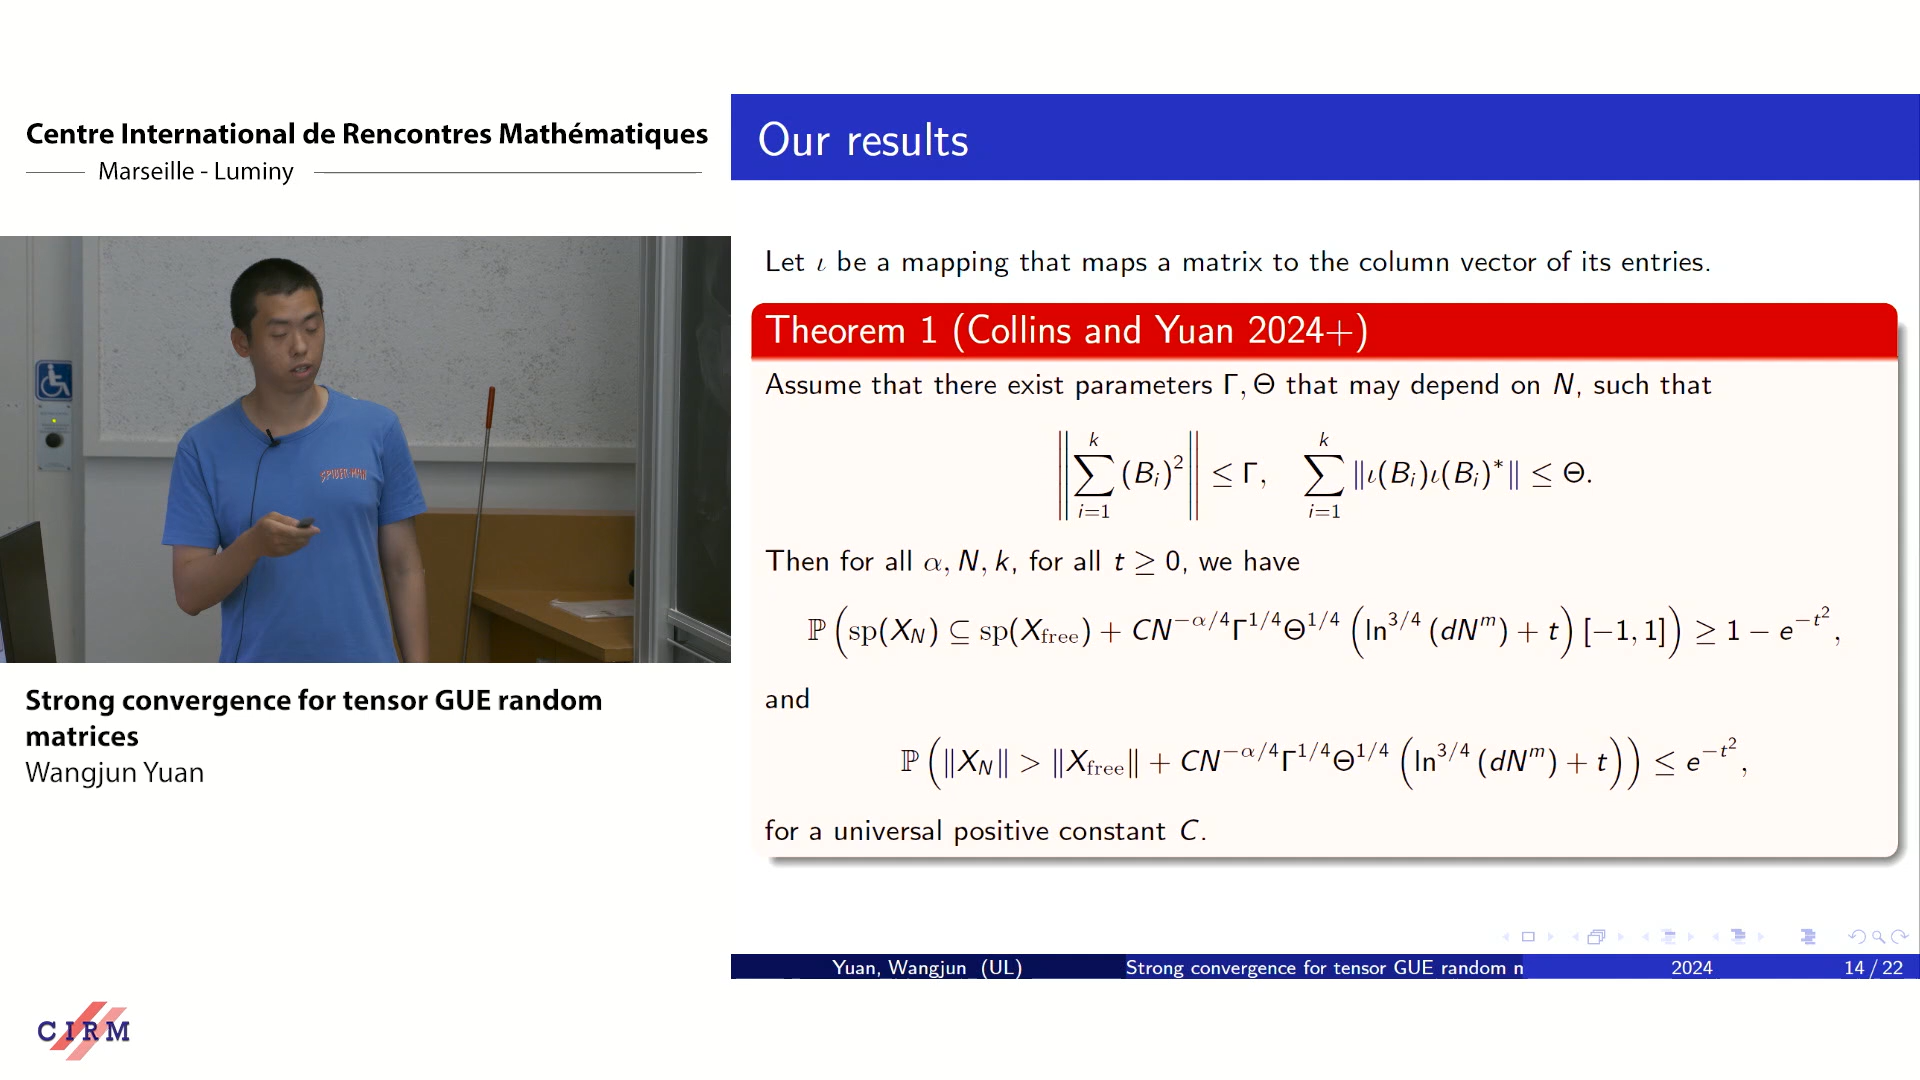 Centre International de Rencontres Mathématiques
Marseille - Luminy
SPIDER-MAN
Strong convergence for tensor GUE random
matrices
Wangjun Yuan
CIRM
Our results
Let ι be a mapping that maps a matrix to the column vector of its entries.
Theorem 1 (Collins and Yuan 2024+)
Assume that there exist parameters Γ, Θ that may depend on N, such that
‖∑_{i=1}^{k} (B_i)^2‖ ≤ Γ, ∑_{i=1}^{k} ‖ι(B_i)ι(B_i)^*‖ ≤ Θ.
Then for all α, N, k, for all t ≥ 0, we have
ℙ(sp(X_N) ⊆ sp(X_free) + CN^{−α/4}Γ^{1/4}Θ^{1/4}(ln^{3/4}(dN^m) + t)[−1, 1]) ≥ 1 − e^{−t^2},
and
ℙ(‖X_N‖ > ‖X_free‖ + CN^{−α/4}Γ^{1/4}Θ^{1/4}(ln^{3/4}(dN^m) + t)) ≤ e^{−t^2},
for a universal positive constant C.
Yuan, Wangjun (UL) Strong convergence for tensor GUE random m 2024 14 / 22